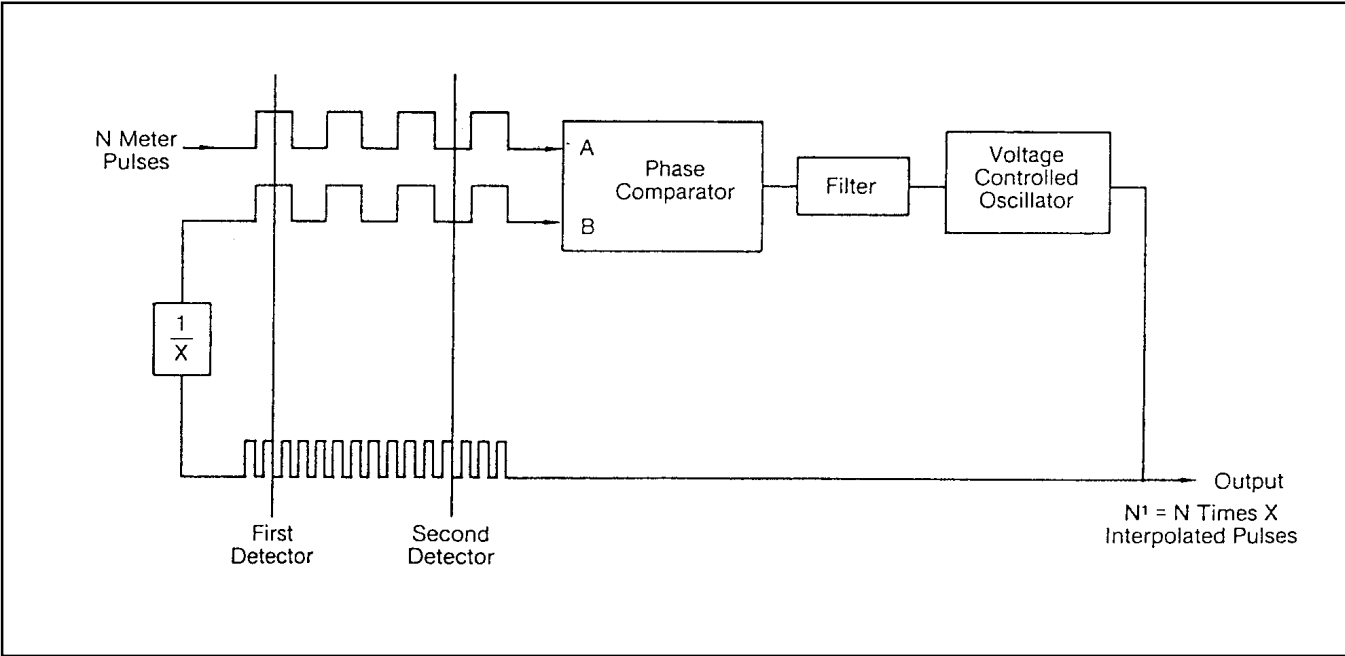 N Meter
Pulses
A
B
Phase
Comparator
Filter
Voltage
Controlled
Oscillator
1
X
First
Detector
Second
Detector
Output
N¹ = N Times X
Interpolated Pulses